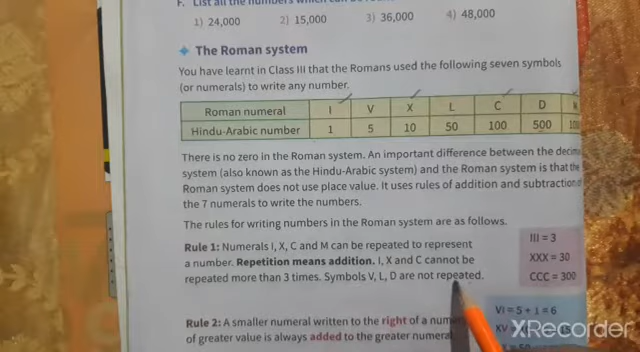 F. List all the numbers which can be
1) 24,000 2) 15,000 3) 36,000 4) 48,000
The Roman system
You have learnt in Class III that the Romans used the following seven symbols
(or numerals) to write any number.
Roman numeral I V X L C D M
Hindu-Arabic number 1 5 10 50 100 500
There is no zero in the Roman system. An important difference between the
system (also known as the Hindu-Arabic system) and the Roman system is that the
Roman system does not use place value. It uses rules of addition and subtraction
the 7 numerals to write the numbers.
The rules for writing numbers in the Roman system are as follows.
Rule 1: Numerals I, X, C and M can be repeated to represent
a number. Repetition means addition. I, X and C cannot be
repeated more than 3 times. Symbols V, L, D are not repeated.
III = 3
XXX = 30
CCC = 300
Rule 2: A smaller numeral written to the right of a
of greater value is always added to the greater
VI = 5 + 1 = 6
XV
XRecorder